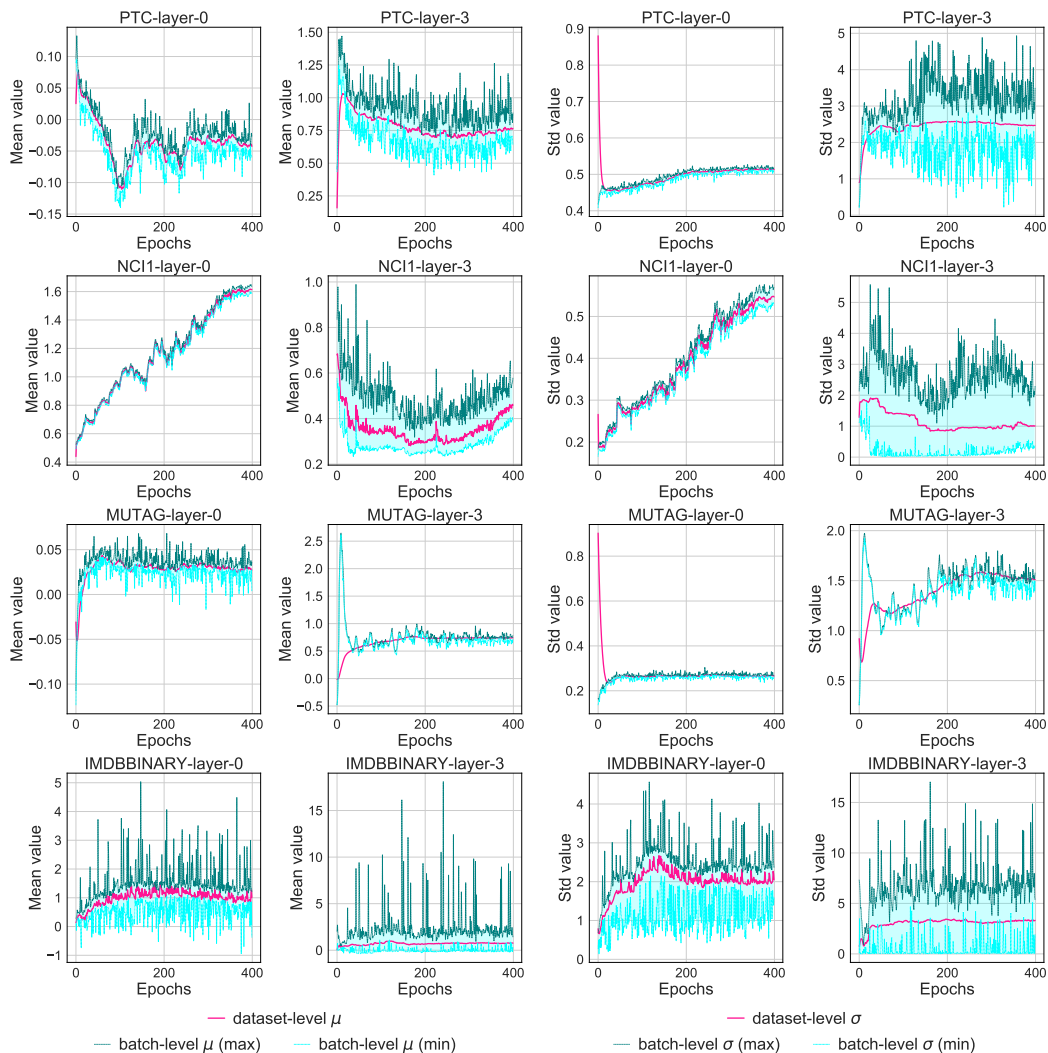 PTC-layer-0 PTC-layer-3 PTC-layer-0 PTC-layer-3
Mean value Mean value Std value Std value
0.10 0.05 0.00 −0.05 −0.10 −0.15
1.50 1.25 1.00 0.75 0.50 0.25
0.9 0.8 0.7 0.6 0.5 0.4
5 4 3 2 1 0
0 200 400 0 200 400 0 200 400 0 200 400
Epochs Epochs Epochs Epochs
NCI1-layer-0 NCI1-layer-3 NCI1-layer-0 NCI1-layer-3
Mean value Mean value Std value Std value
1.6 1.4 1.2 1.0 0.8 0.6 0.4
1.0 0.8 0.6 0.4 0.2
0.5 0.4 0.3 0.2
5 4 3 2 1 0
0 200 400 0 200 400 0 200 400 0 200 400
Epochs Epochs Epochs Epochs
MUTAG-layer-0 MUTAG-layer-3 MUTAG-layer-0 MUTAG-layer-3
Mean value Mean value Std value Std value
0.05 0.00 −0.05 −0.10
2.5 2.0 1.5 1.0 0.5 0.0 −0.5
0.8 0.6 0.4 0.2
2.0 1.5 1.0 0.5
0 200 400 0 200 400 0 200 400 0 200 400
Epochs Epochs Epochs Epochs
IMDBBINARY-layer-0 IMDBBINARY-layer-3 IMDBBINARY-layer-0 IMDBBINARY-layer-3
Mean value Mean value Std value Std value
5 4 3 2 1 0 −1
15 10 5 0
4 3 2 1 0
15 10 5 0
0 200 400 0 200 400 0 200 400 0 200 400
Epochs Epochs Epochs Epochs
dataset-level μ dataset-level σ
batch-level μ (max) batch-level μ (min) batch-level σ (max) batch-level σ (min)